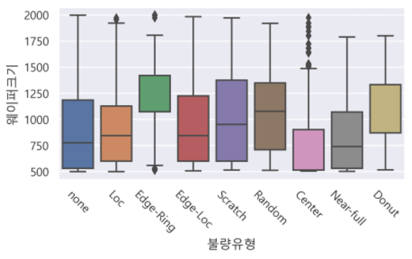 2000
1750
1500
1250
1000
750
500
웨이퍼크기
none
Loc
Edge-Ring
Edge-Loc
Scratch
Random
Center
Near-full
Donut
불량유형